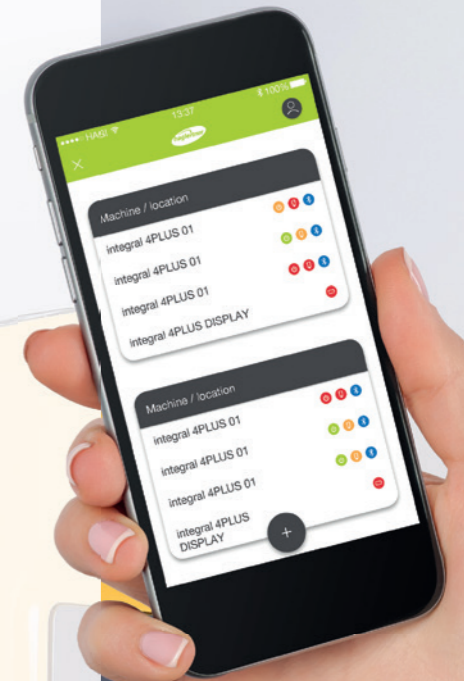 HASI
13:37
100%
Machine / location
integral 4PLUS 01
integral 4PLUS 01
integral 4PLUS 01
integral 4PLUS DISPLAY
Machine / location
integral 4PLUS 01
integral 4PLUS 01
integral 4PLUS 01
integral 4PLUS
DISPLAY
+